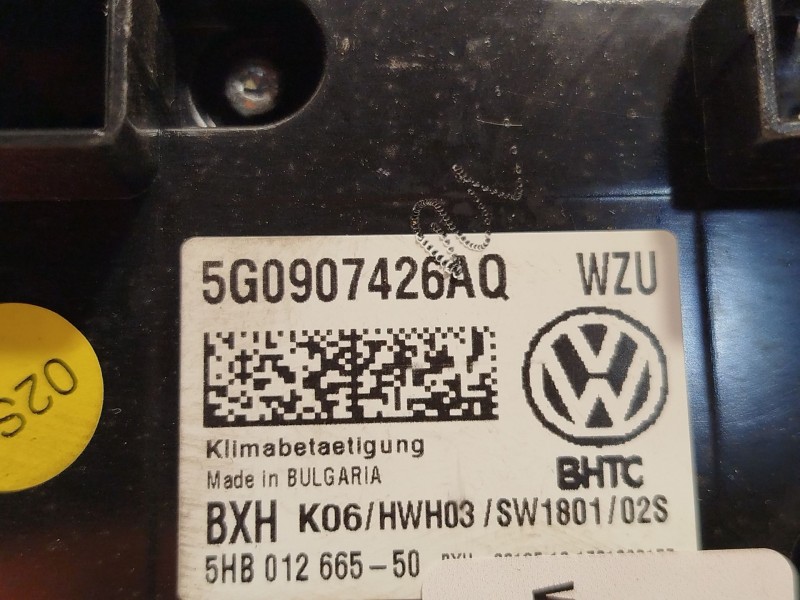 5G0907426AQ WZU
Klimabetaetigung
Made in BULGARIA
BHTC
BXH K06/HWH03/SW1801/02S
5HB 012 665-50
02S